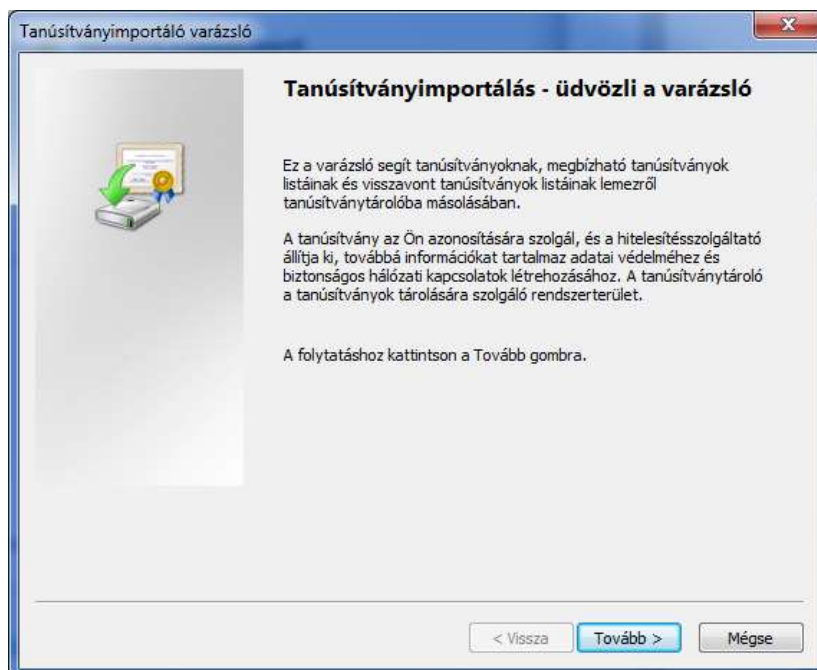 Tanúsítványimportáló varázsló
Tanúsítványimportálás - üdvözli a varázsló
Ez a varázsló segít tanúsítványoknak, megbízható tanúsítványok
listáinak és visszavont tanúsítványok listáinak lemezről
tanúsítványtárolóba másolásában.
A tanúsítvány az Ön azonosítására szolgál, és a hitelesítésszolgáltató
állítja ki, továbbá információkat tartalmaz adatai védelméhez és
biztonságos hálózati kapcsolatok létrehozásához. A tanúsítványtároló
a tanúsítványok tárolására szolgáló rendszerterület.
A folytatáshoz kattintson a Tovább gombra.
< Vissza Tovább > Mégse